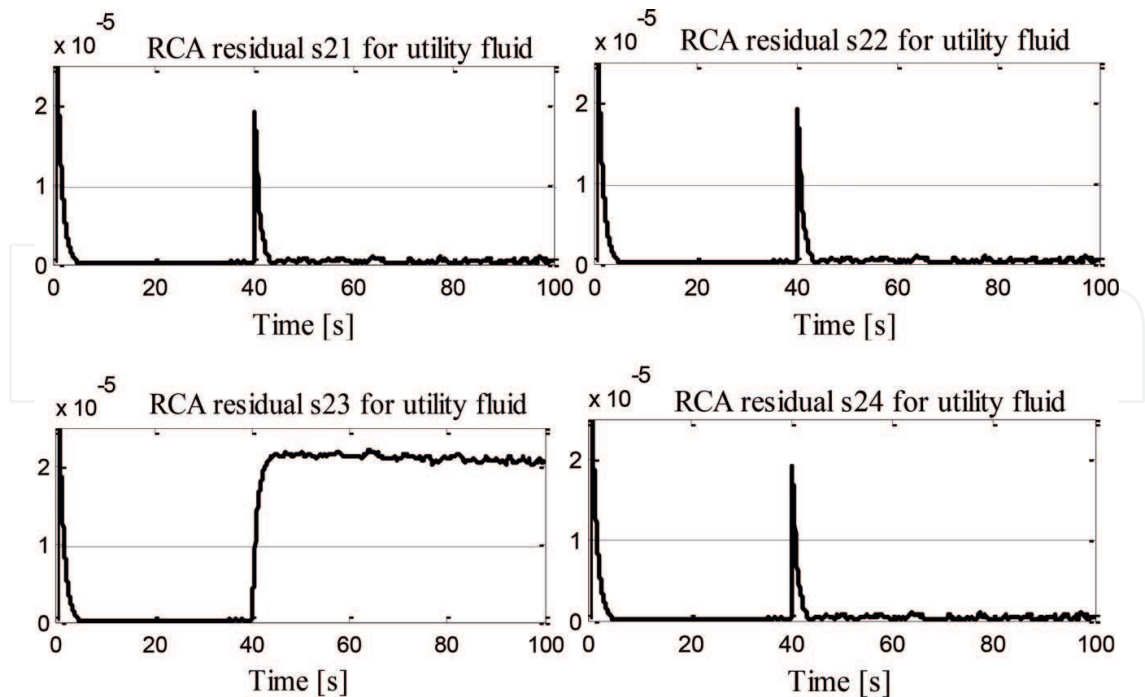 x 10
-5
RCA residual s21 for utility fluid
2
1
0
0 20 40 60 80 100
Time [s]
x 10
-5
RCA residual s22 for utility fluid
2
1
0
0 20 40 60 80 100
Time [s]
x 10
-5
RCA residual s23 for utility fluid
2
1
0
0 20 40 60 80 100
Time [s]
x 10
-5
RCA residual s24 for utility fluid
2
1
0
0 20 40 60 80 100
Time [s]